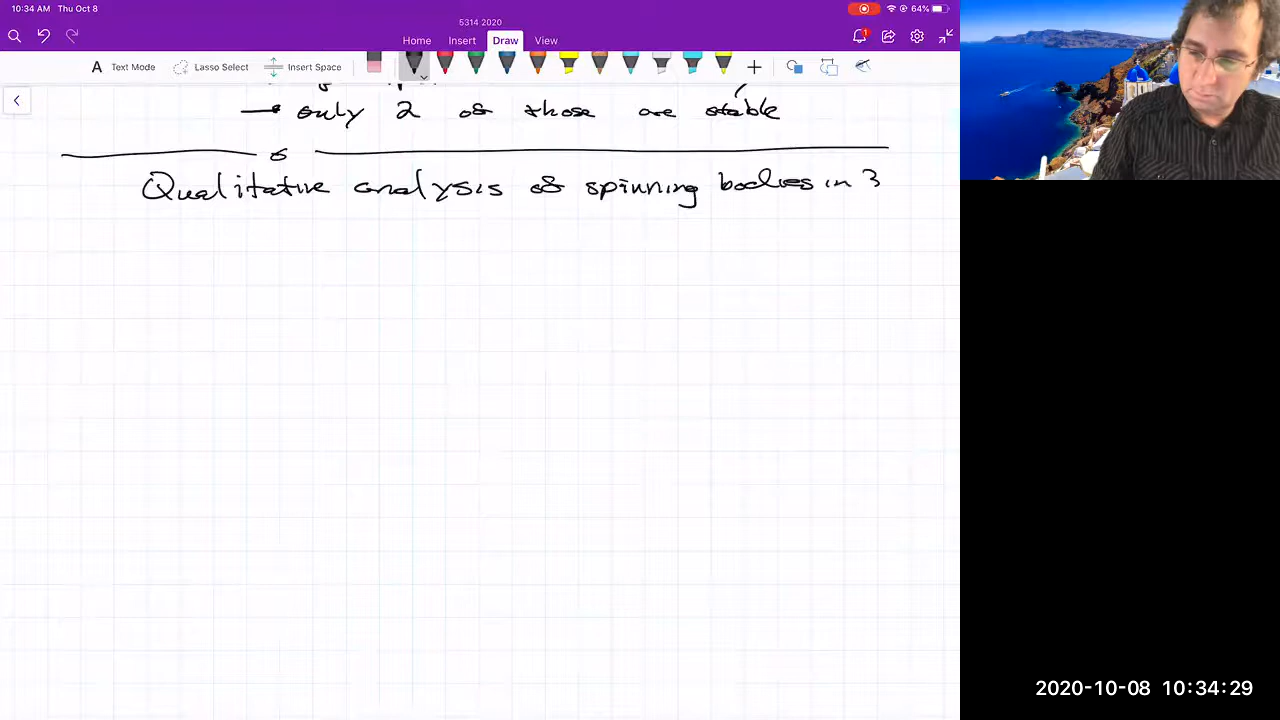 10:34 AM Thu Oct 8
64%
5314 2020
Home Insert Draw View
1
A Text Mode Lasso Select Insert Space
→ only 2 of those are stable
Qualitative analysis of spinning bodies in 3
2020-10-08 10:34:29